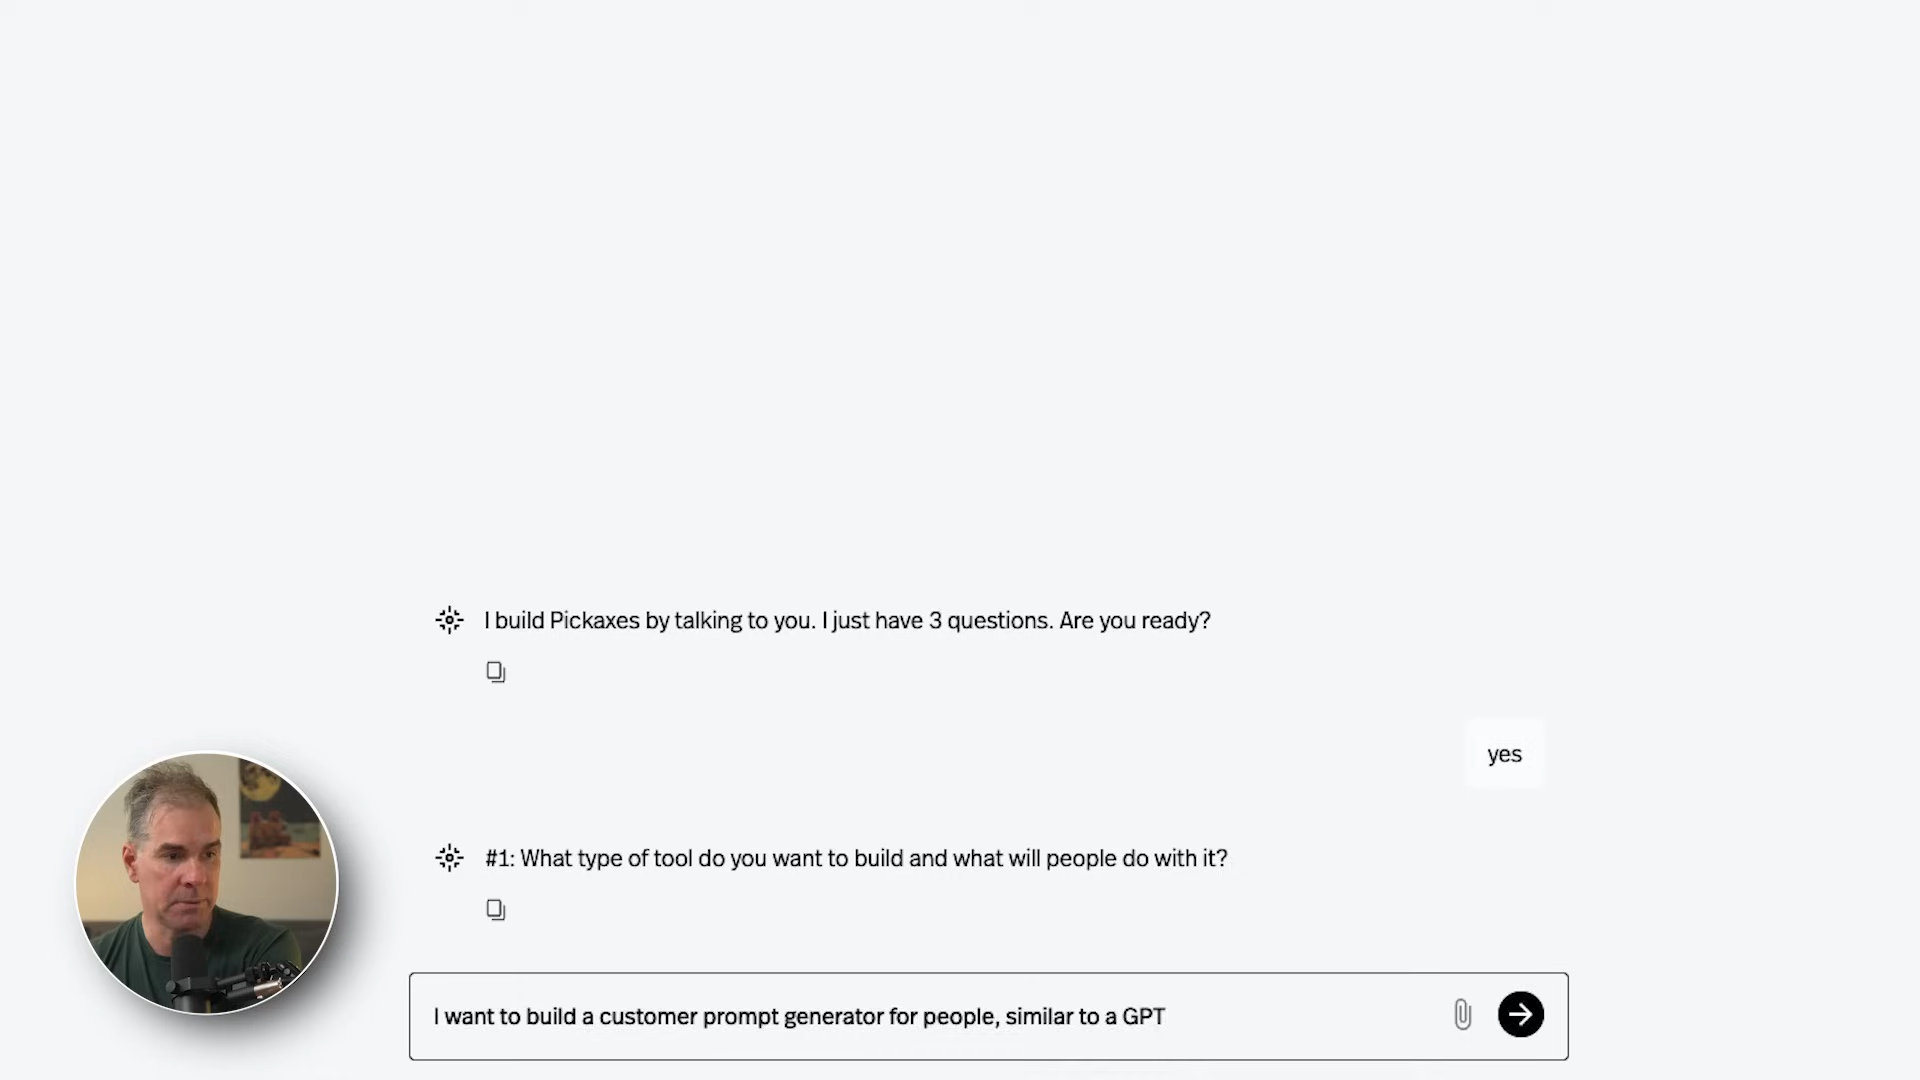 I build Pickaxes by talking to you. I just have 3 questions. Are you ready?
yes
#1: What type of tool do you want to build and what will people do with it?
I want to build a customer prompt generator for people, similar to a GPT